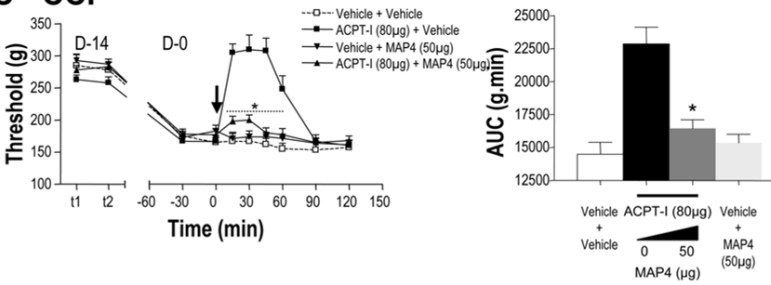 Vehicle + Vehicle
ACPT-I (80µg) + Vehicle
Vehicle + MAP4 (50µg)
ACPT-I (80µg) + MAP4 (50µg)
D-14
D-0
Threshold (g)
350
300
250
200
150
100
*
t1
t2
-60
-30
0
30
60
90
120
150
Time (min)
AUC (g.min)
25000
22500
17500
15000
12500
*
Vehicle
+
Vehicle
ACPT-I (80µg)
0
50
MAP4 (µg)
Vehicle
+
MAP4
(50µg)